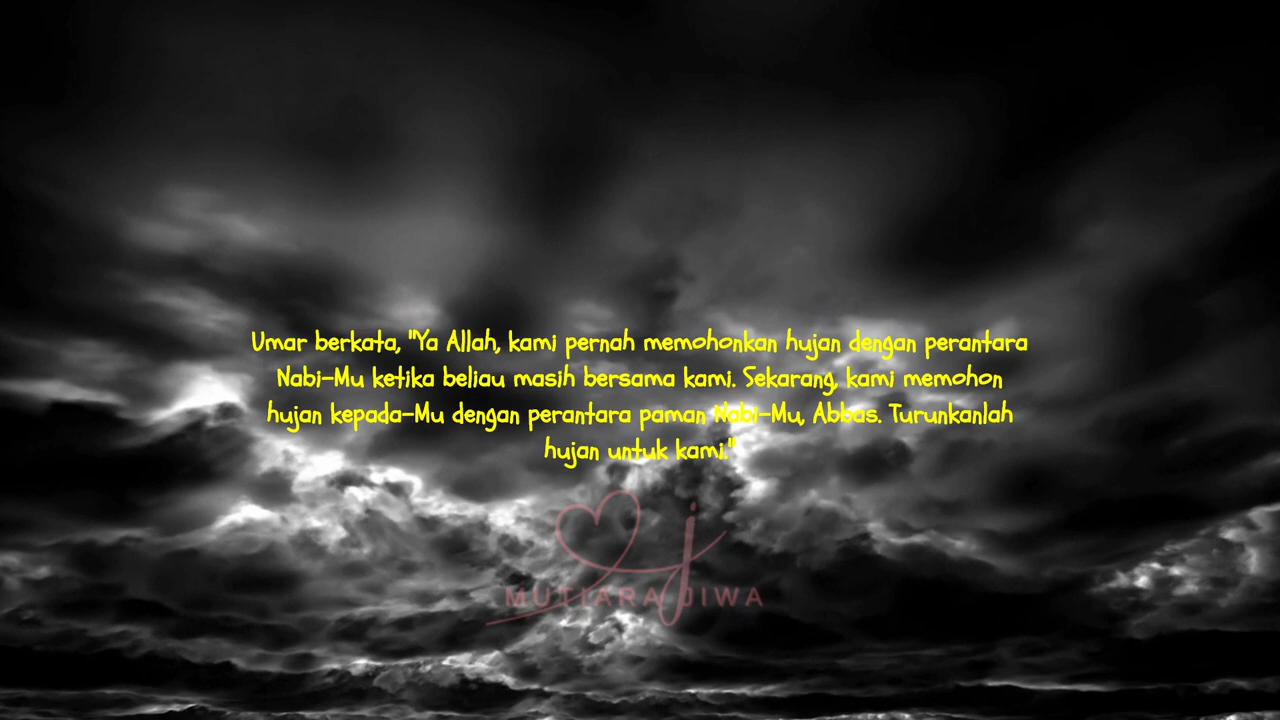 Umar berkata, "Ya Allah, kami pernah memohonkan hujan dengan perantara
Nabi-Mu ketika beliau masih bersama kami. Sekarang, kami memohon
hujan kepada-Mu dengan perantara paman Nabi-Mu, Abbas. Turunkanlah
hujan untuk kami."
j
MUTIARA JIWA